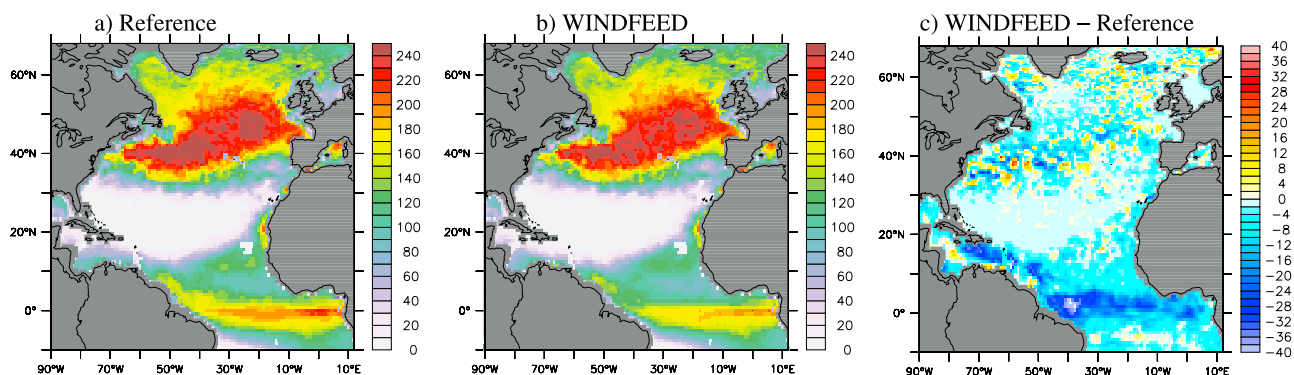 a) Reference
b) WINDFEED
c) WINDFEED − Reference
60°N
40°N
20°N
0°
90°W
70°W
50°W
30°W
10°W
10°E
240
220
200
180
160
140
120
100
80
60
40
20
0
60°N
40°N
20°N
0°
90°W
70°W
50°W
30°W
10°W
10°E
240
220
200
180
160
140
120
100
80
60
40
20
0
60°N
40°N
20°N
0°
90°W
70°W
50°W
30°W
10°W
10°E
40
36
32
28
24
20
16
12
8
4
0
−4
−8
−12
−16
−20
−24
−28
−32
−36
−40